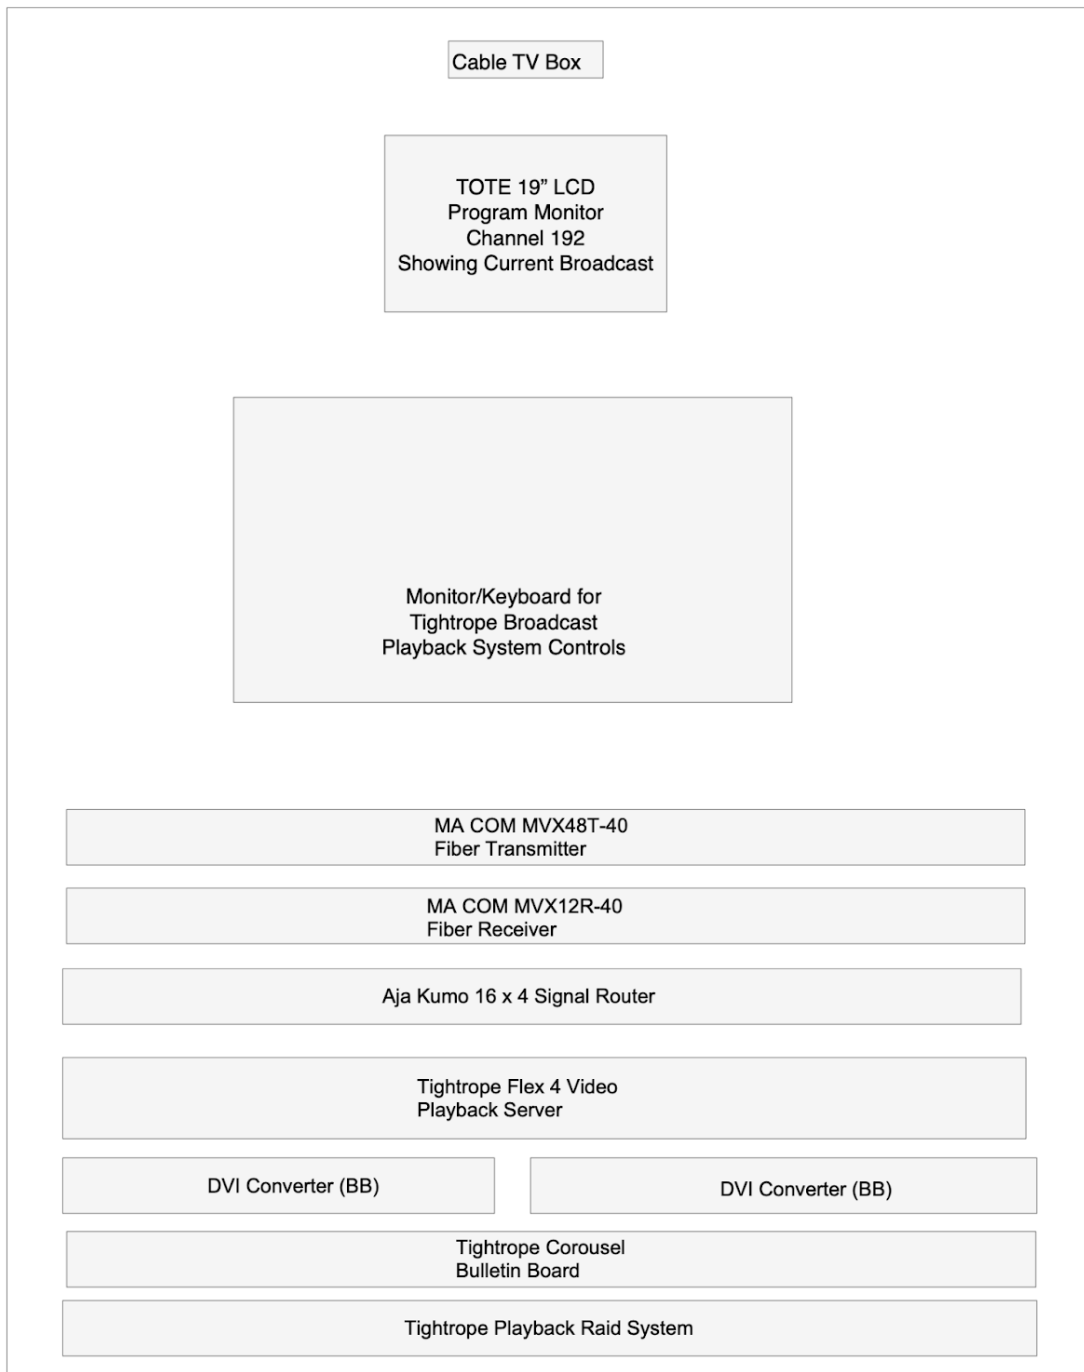 Cable TV Box
TOTE 19” LCD
Program Monitor
Channel 192
Showing Current Broadcast
Monitor/Keyboard for
Tightrope Broadcast
Playback System Controls
MA COM MVX48T-40
Fiber Transmitter
MA COM MVX12R-40
Fiber Receiver
Aja Kumo 16 x 4 Signal Router
Tightrope Flex 4 Video
Playback Server
DVI Converter (BB)
DVI Converter (BB)
Tightrope Corousel
Bulletin Board
Tightrope Playback Raid System